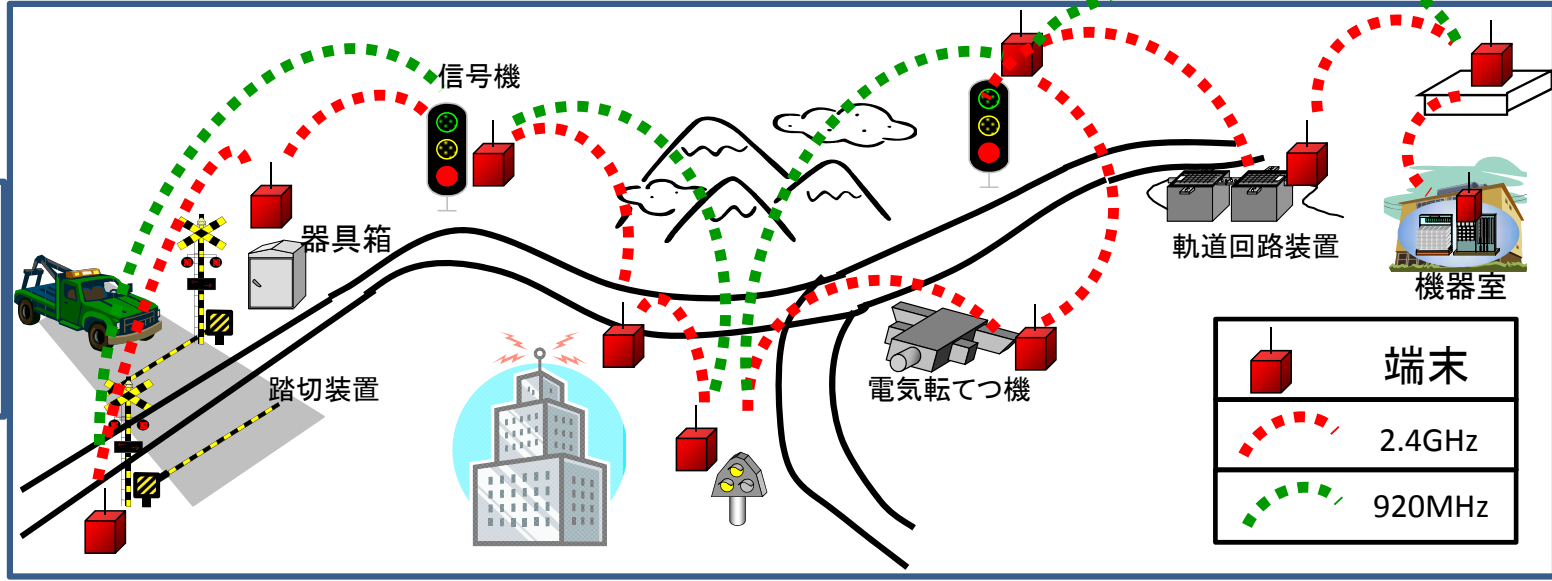 信号機
器具箱
踏切装置
電気転てつ機
軌道回路装置
機器室
端末
2.4GHz
920MHz